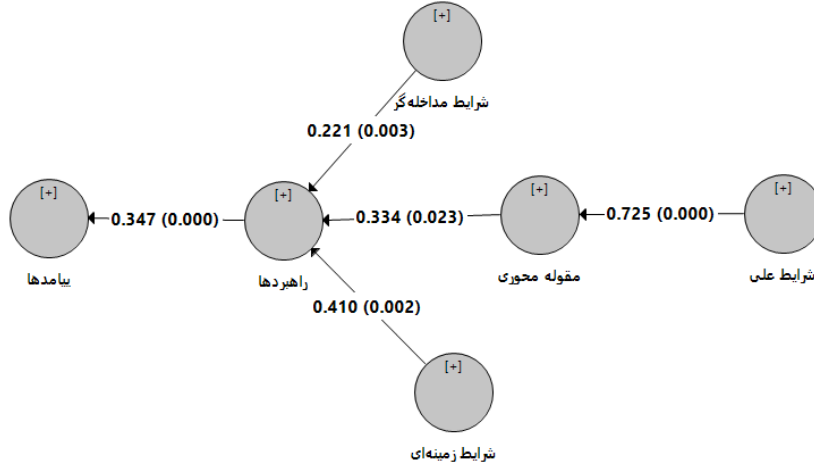 [+]
شرایط مداخله‌گر
0.221 (0.003)
[+]
شرایط علی
0.725 (0.000)
[+]
مقوله محوری
0.334 (0.023)
[+]
راهبردها
0.347 (0.000)
[+]
پیامدها
0.410 (0.002)
[+]
شرایط زمینه‌ای